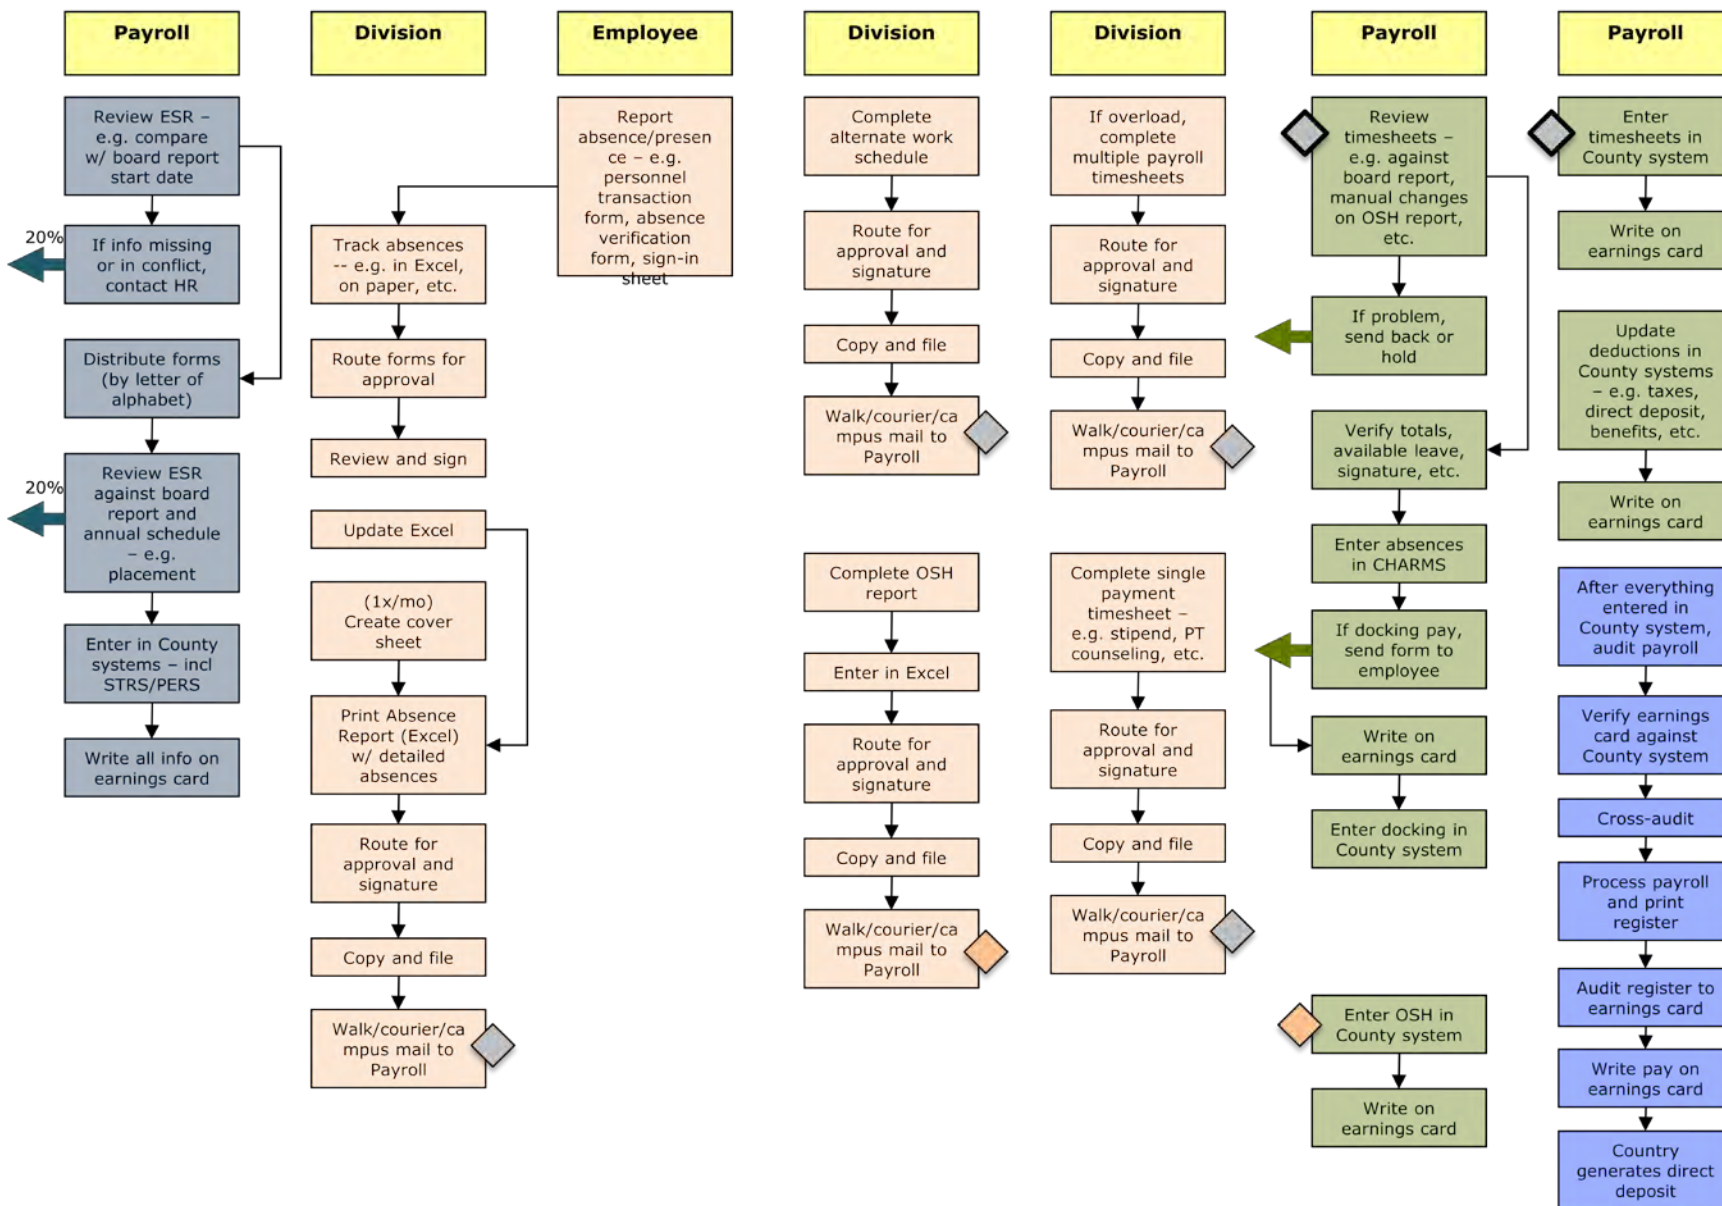 Payroll
Division
Employee
Division
Division
Payroll
Payroll
Review ESR –
e.g. compare
w/ board report
start date
20%
If info missing
or in conflict,
contact HR
Distribute forms
(by letter of
alphabet)
20%
Review ESR
against board
report and
annual schedule
– e.g.
placement
Enter in County
systems – incl
STRS/PERS
Write all info on
earnings card
Track absences
-- e.g. in Excel,
on paper, etc.
Route forms for
approval
Review and sign
Update Excel
(1x/mo)
Create cover
sheet
Print Absence
Report (Excel)
w/ detailed
absences
Route for
approval and
signature
Copy and file
Walk/courier/ca
mpus mail to
Payroll
Report
absence/presen
ce – e.g.
personnel
transaction
form, absence
verification
form, sign-in
sheet
Complete
alternate work
schedule
Route for
approval and
signature
Copy and file
Walk/courier/ca
mpus mail to
Payroll
Complete OSH
report
Enter in Excel
Route for
approval and
signature
Copy and file
Walk/courier/ca
mpus mail to
Payroll
If overload,
complete
multiple payroll
timesheets
Route for
approval and
signature
Copy and file
Walk/courier/ca
mpus mail to
Payroll
Complete single
payment
timesheet –
e.g. stipend, PT
counseling, etc.
Route for
approval and
signature
Copy and file
Walk/courier/ca
mpus mail to
Payroll
Review
timesheets –
e.g. against
board report,
manual changes
on OSH report,
etc.
If problem,
send back or
hold
Verify totals,
available leave,
signature, etc.
Enter absences
in CHARMS
If docking pay,
send form to
employee
Write on
earnings card
Enter docking in
County system
Enter OSH in
County system
Write on
earnings card
Enter
timesheets in
County system
Write on
earnings card
Update
deductions in
County systems
– e.g. taxes,
direct deposit,
benefits, etc.
Write on
earnings card
After everything
entered in
County system,
audit payroll
Verify earnings
card against
County system
Cross-audit
Process payroll
and print
register
Audit register to
earnings card
Write pay on
earnings card
Country
generates direct
deposit